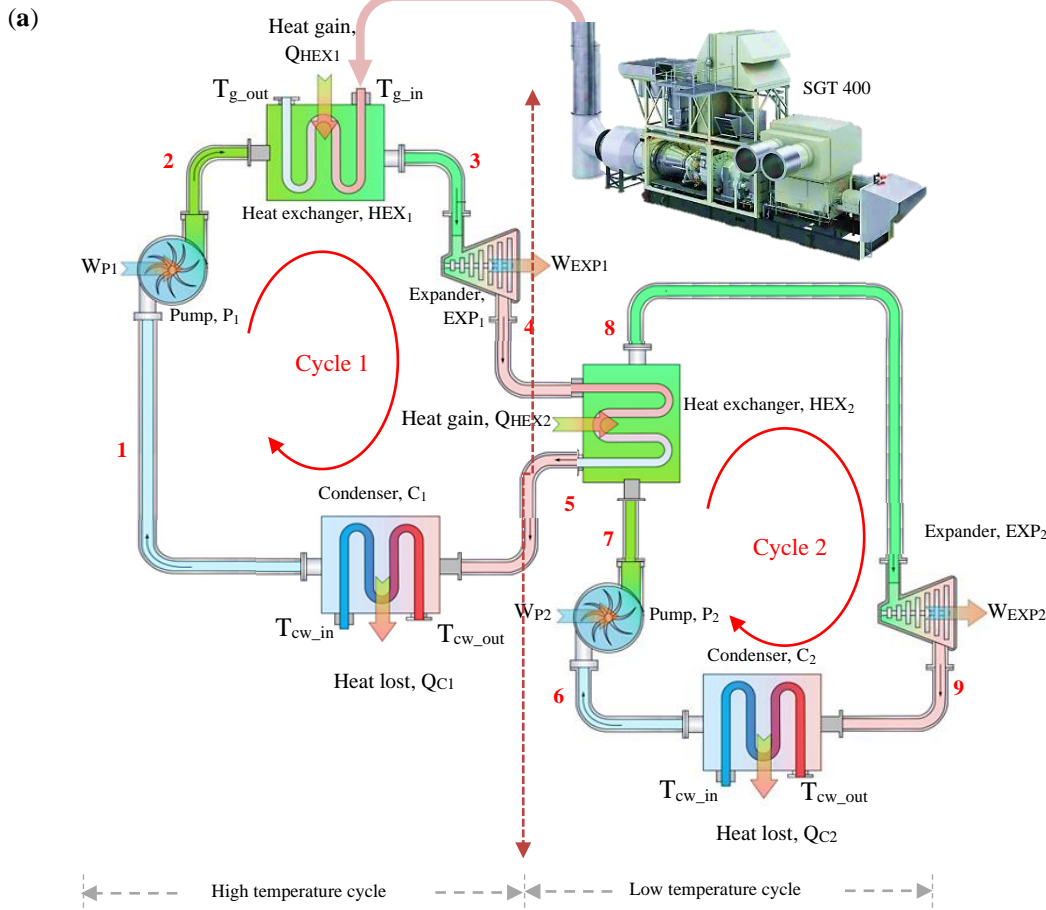 (a)
Heat gain,
QHEX1
Tg_out
Tg_in
SGT 400
2
3
Heat exchanger, HEX1
WP1
WEXP1
Pump, P1
Expander,
EXP1
4
8
Cycle 1
Heat exchanger, HEX2
Heat gain, QHEX2
1
Condenser, C1
5
7
Cycle 2
Expander, EXP2
WP2
Pump, P2
WEXP2
Tcw_in
Tcw_out
Condenser, C2
Heat lost, QC1
6
9
Tcw_in
Tcw_out
Heat lost, QC2
High temperature cycle
Low temperature cycle